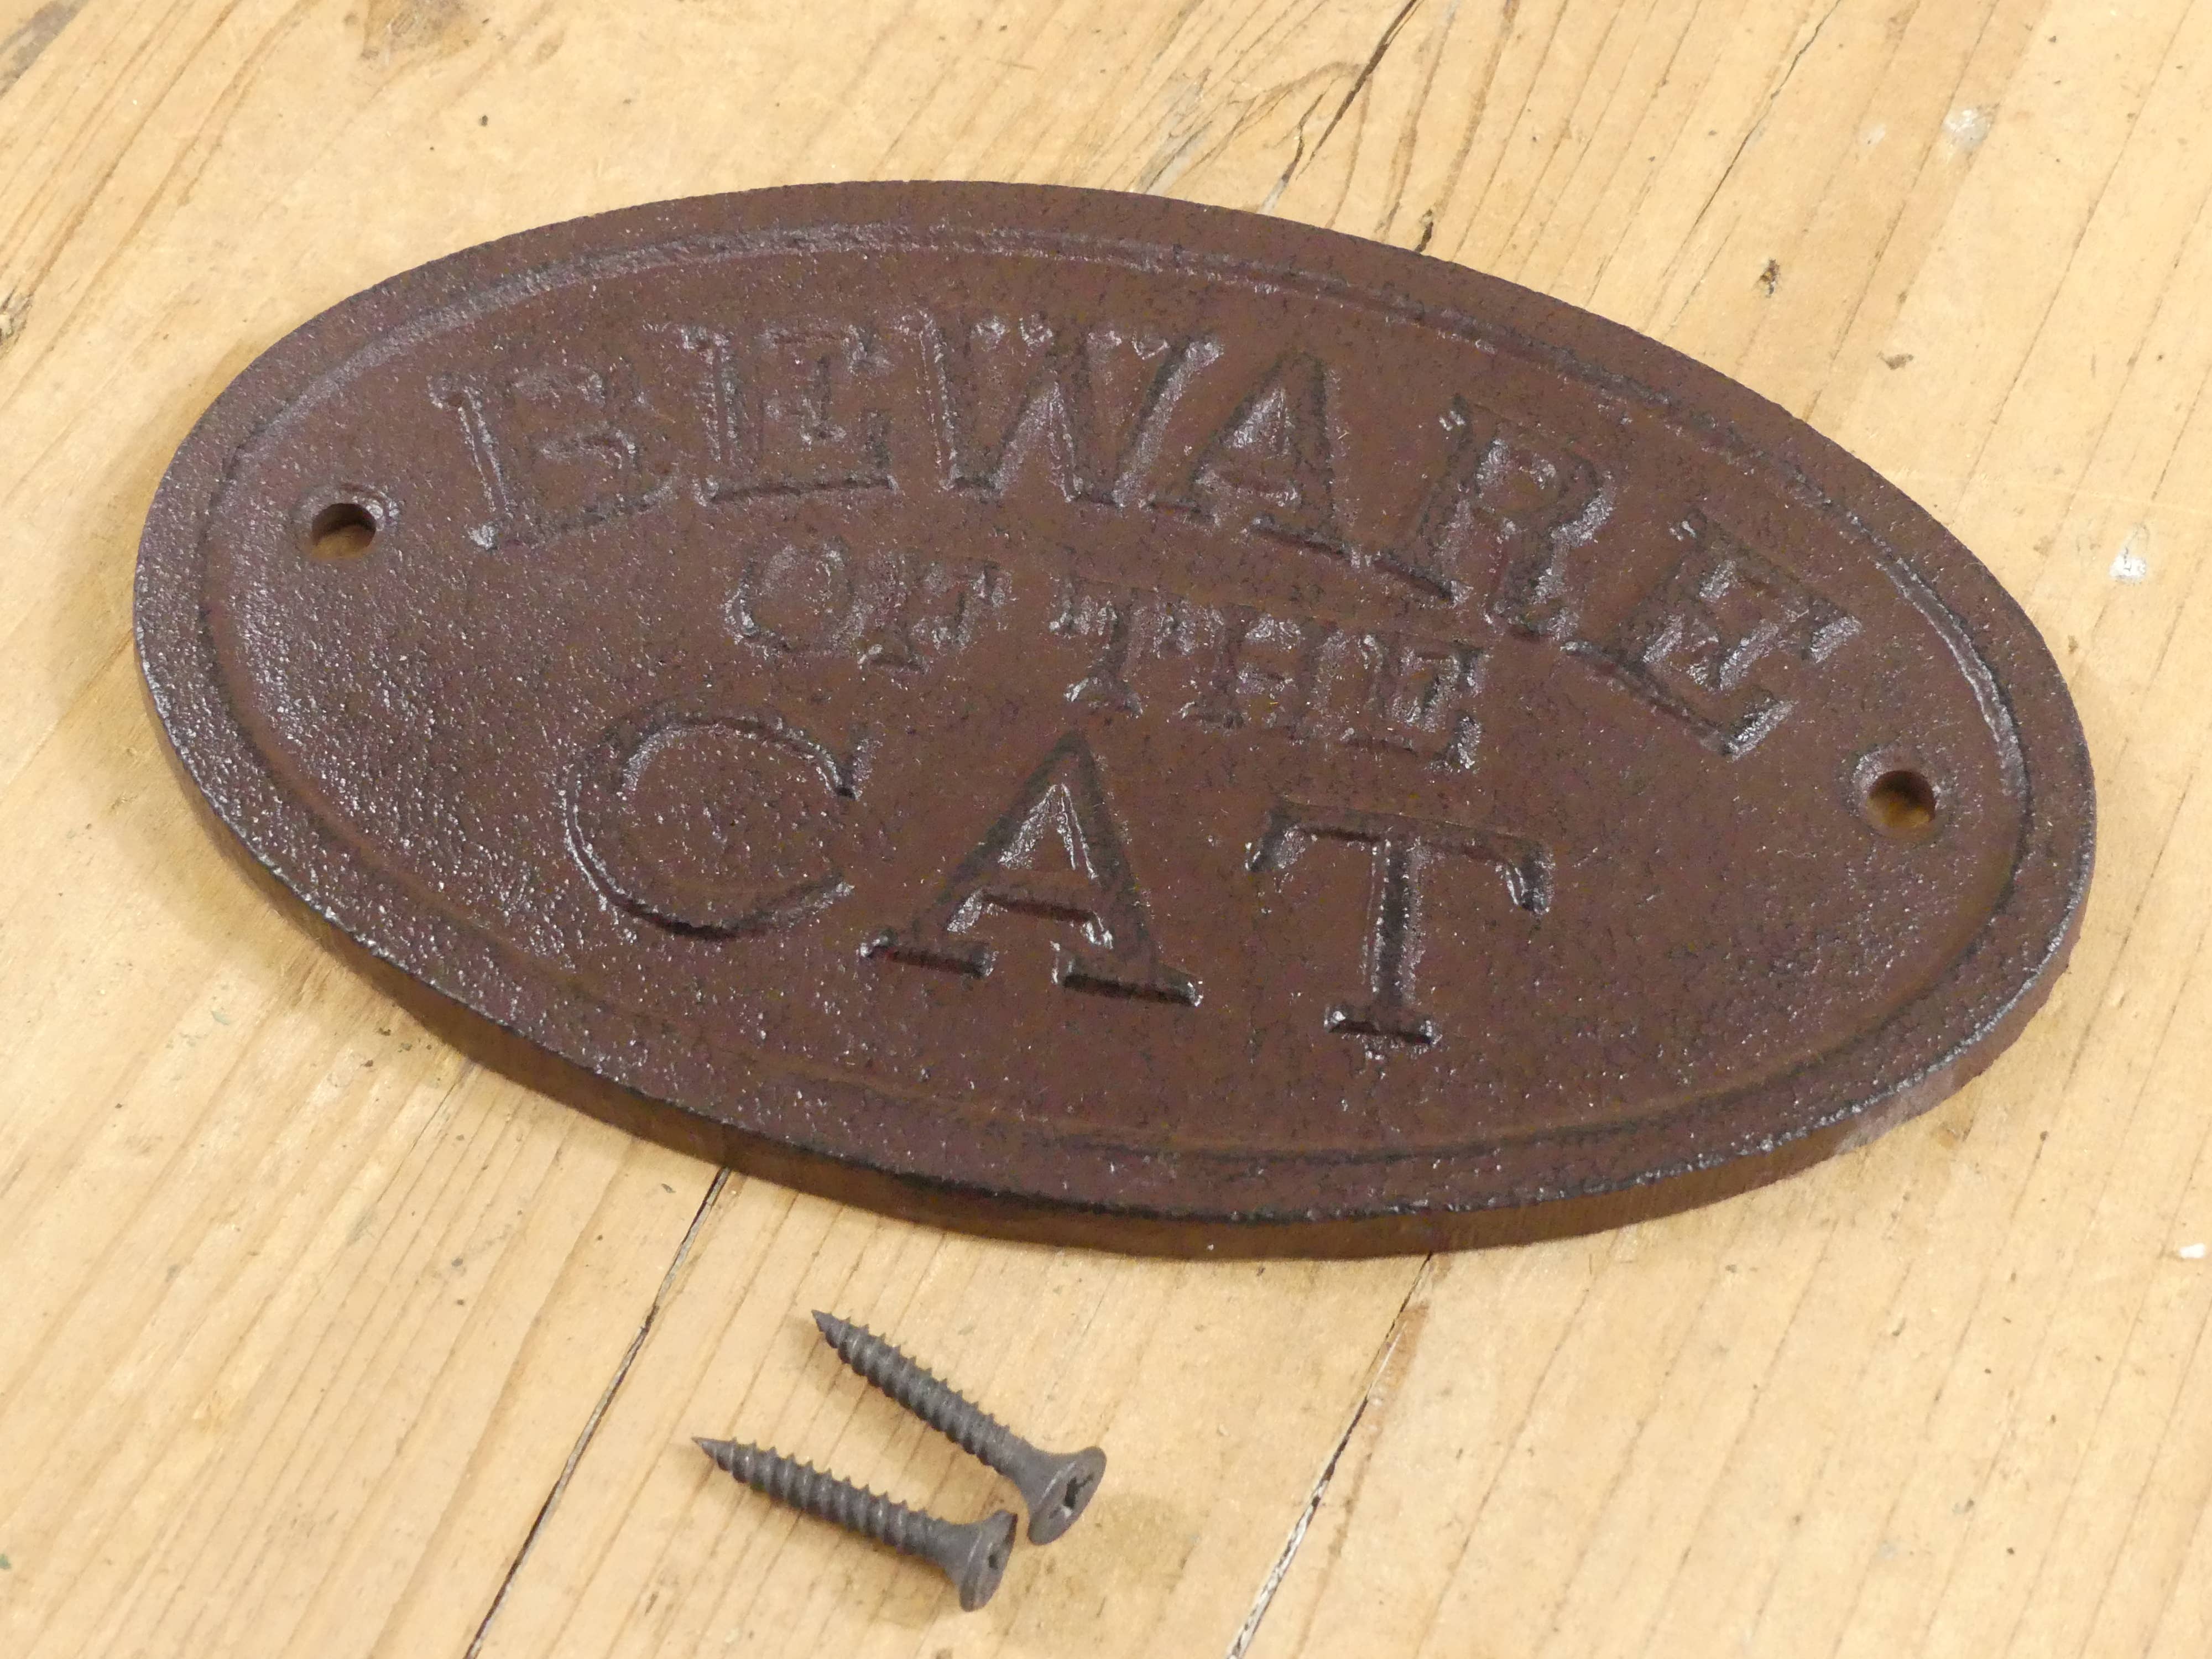 BEWARE
OF THE
CAT